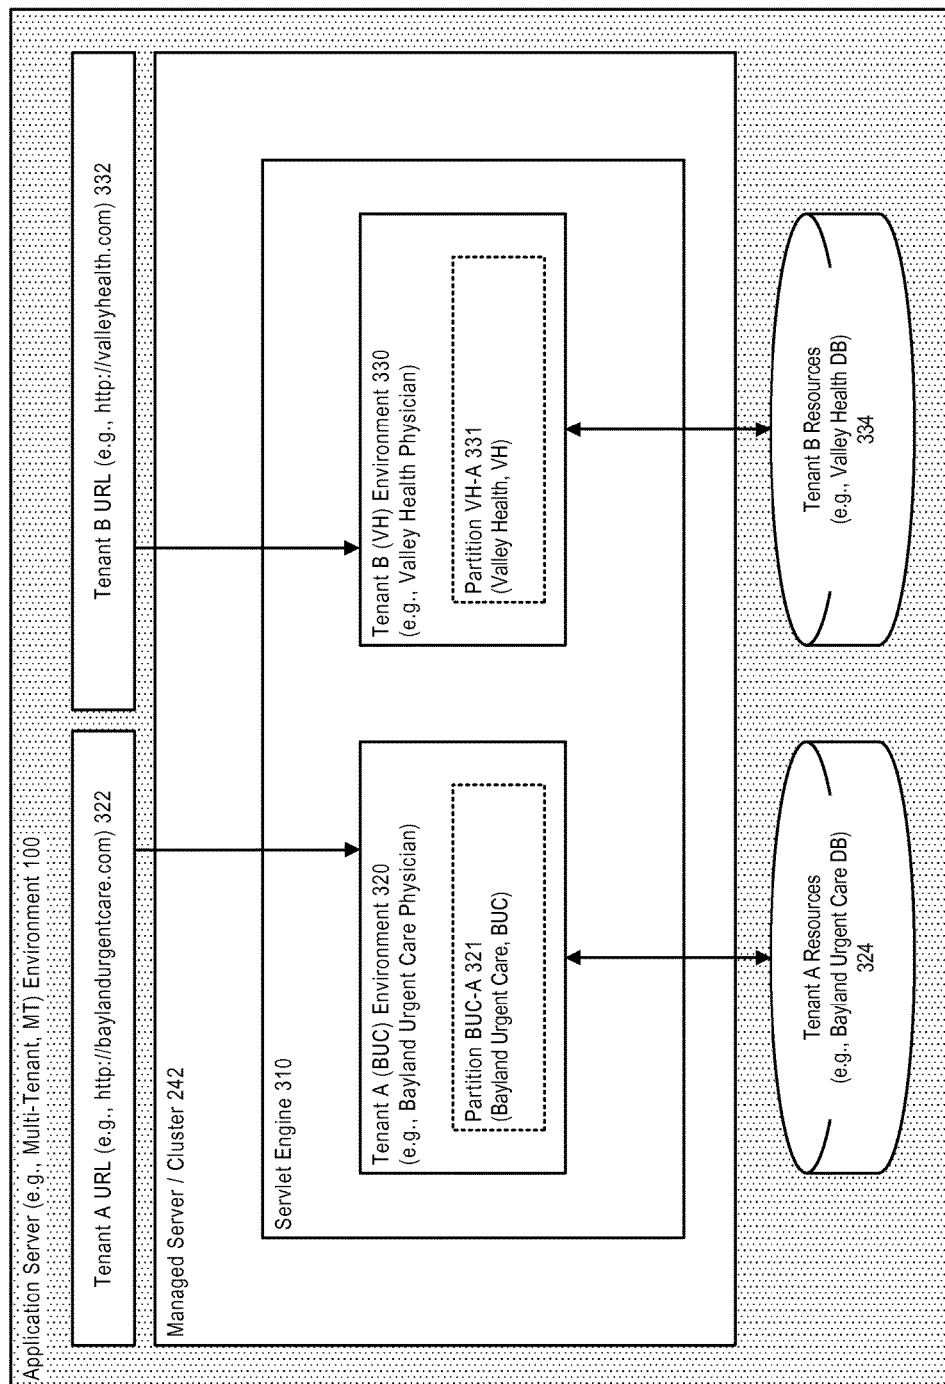 Application Server (e.g., Multi-Tenant, MT) Environment 100
Tenant A URL (e.g., http://baylandurgentcare.com) 322
Tenant B URL (e.g., http://valleyhealth.com) 332
Managed Server / Cluster 242
Servlet Engine 310
Tenant A (BUC) Environment 320
(e.g., Bayland Urgent Care Physician)
Partition BUC-A 321
(Bayland Urgent Care, BUC)
Tenant B (VH) Environment 330
(e.g., Valley Health Physician)
Partition VH-A 331
(Valley Health, VH)
Tenant A Resources
(e.g., Bayland Urgent Care DB)
324
Tenant B Resources
(e.g., Valley Health DB)
334